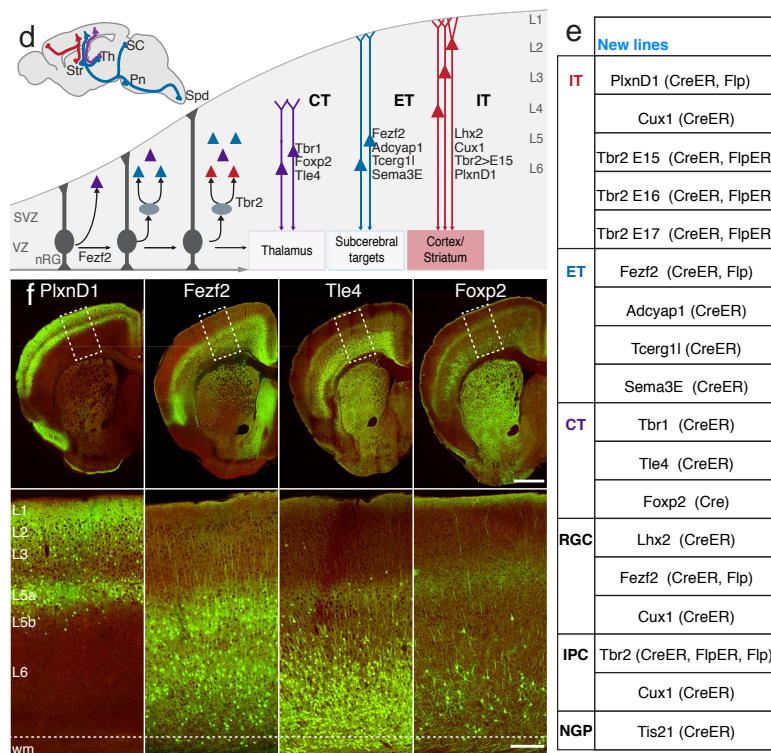 d
SC
Th
Str
Pn
Spd
L1
L2
L3
L4
L5
L6
CT
ET
IT
Tbr1
Foxp2
Tle4
Fezf2
Adcyap1
Tcerg1l
Sema3E
Lhx2
Cux1
Tbr2>E15
PlxnD1
Tbr2
SVZ
VZ
nRG
Fezf2
Thalamus
Subcerebral
targets
Cortex/
Striatum
e
New lines
IT PlxnD1 (CreER, Flp)
Cux1 (CreER)
Tbr2 E15 (CreER, FlpER)
Tbr2 E16 (CreER, FlpER)
Tbr2 E17 (CreER, FlpER)
ET Fezf2 (CreER, Flp)
Adcyap1 (CreER)
Tcerg1l (CreER)
Sema3E (CreER)
CT Tbr1 (CreER)
Tle4 (CreER)
Foxp2 (Cre)
RGC Lhx2 (CreER)
Fezf2 (CreER, Flp)
Cux1 (CreER)
IPC Tbr2 (CreER, FlpER, Flp)
Cux1 (CreER)
NGP Tis21 (CreER)
f PlxnD1 Fezf2 Tle4 Foxp2
L1
L2
L3
L5a
L5b
L6
wm